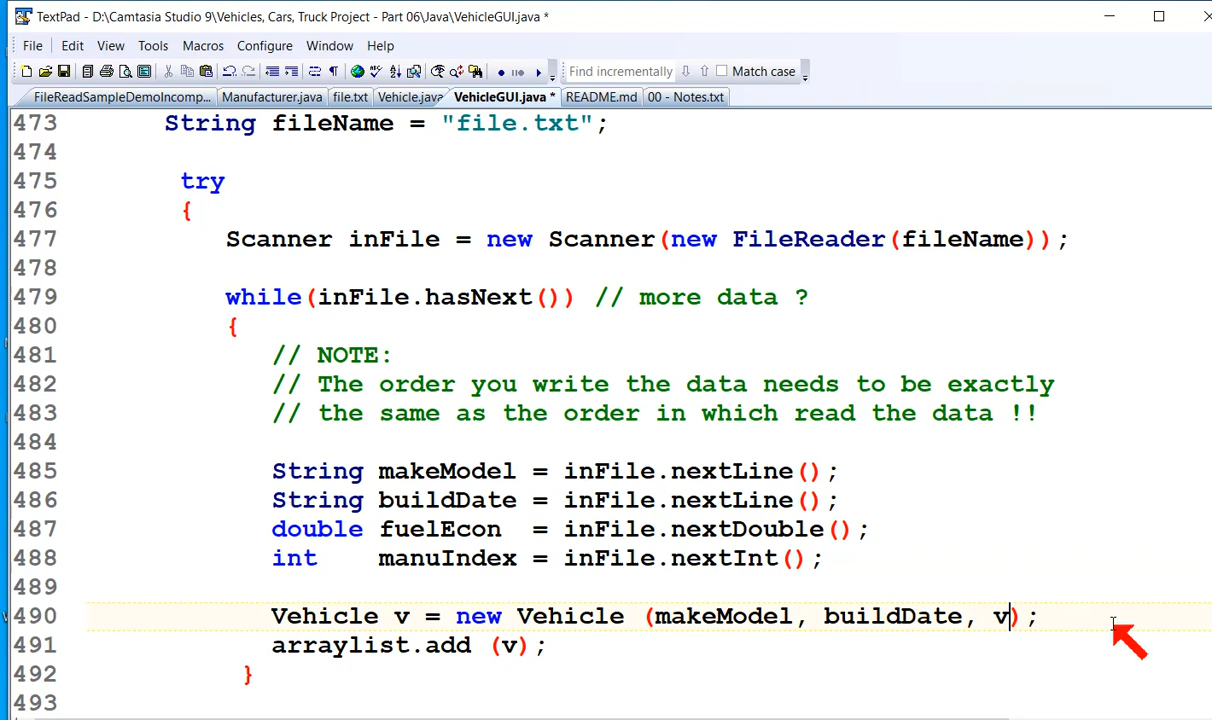 TextPad - D:\Camtasia Studio 9\Vehicles, Cars, Truck Project - Part 06\Java\VehicleGUI.java *
File Edit View Tools Macros Configure Window Help
Find incrementally Match case
FileReadSampleDemoIncomp... Manufacturer.java file.txt Vehicle.java VehicleGUI.java * README.md 00 - Notes.txt
473 String fileName = "file.txt";
474
475 try
476 {
477 Scanner inFile = new Scanner(new FileReader(fileName));
478
479 while(inFile.hasNext()) // more data ?
480 {
481 // NOTE:
482 // The order you write the data needs to be exactly
483 // the same as the order in which read the data !!
484
485 String makeModel = inFile.nextLine();
486 String buildDate = inFile.nextLine();
487 double fuelEcon = inFile.nextDouble();
488 int manuIndex = inFile.nextInt();
489
490 Vehicle v = new Vehicle (makeModel, buildDate, v);
491 arraylist.add (v);
492 }
493